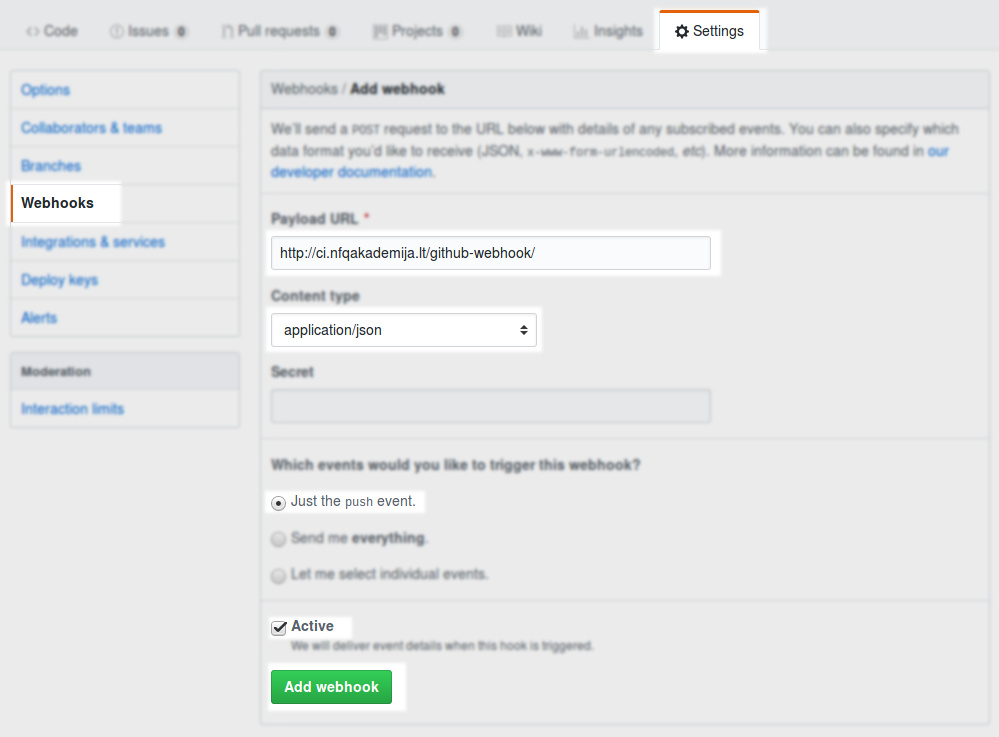 Code Issues 0 Pull requests 0 Projects 0 Wiki Insights Settings
Options
Collaborators & teams
Branches
Webhooks
Integrations & services
Deploy keys
Alerts
Moderation
Interaction limits
Webhooks / Add webhook
We'll send a POST request to the URL below with details of any subscribed events. You can also specify which
data format you'd like to receive (JSON, x-www-form-urlencoded, etc). More information can be found in our
developer documentation.
Payload URL *
http://ci.nfqakademija.lt/github-webhook/
Content type
application/json
Secret
Which events would you like to trigger this webhook?
Just the push event.
Send me everything.
Let me select individual events.
Active
We will deliver event details when this hook is triggered.
Add webhook